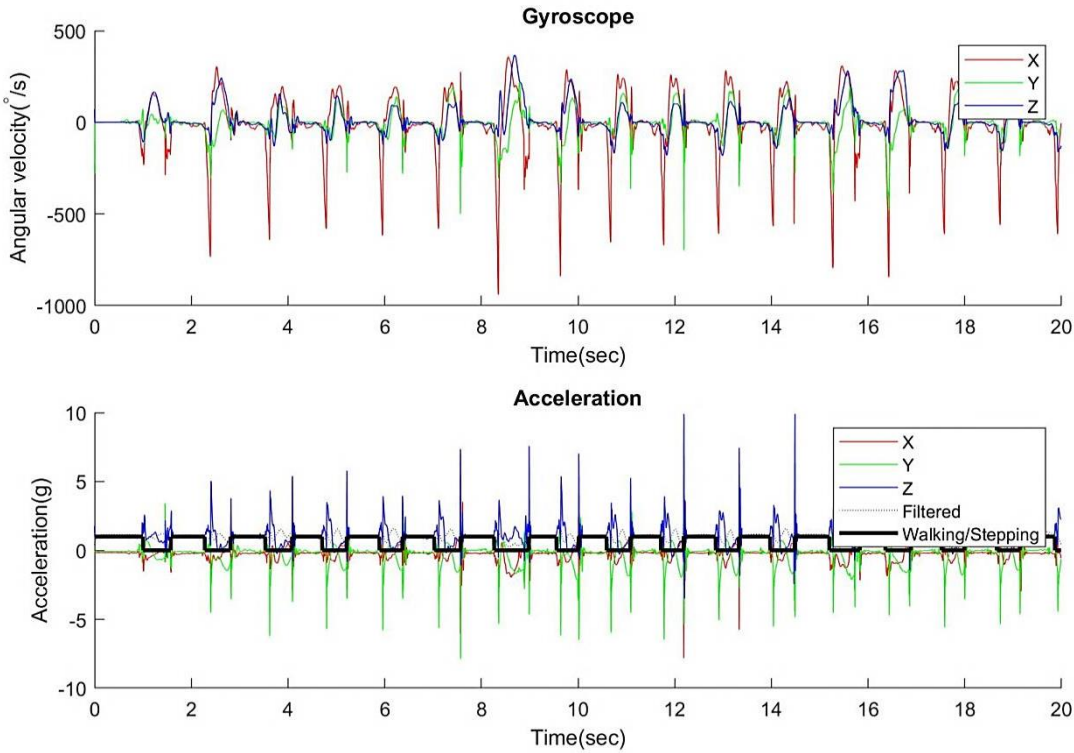 Gyroscope
500
0
-500
-1000
Angular velocity(°/s)
X
Y
Z
0 2 4 6 8 10 12 14 16 18 20
Time(sec)
Acceleration
10
5
0
-5
-10
Acceleration(g)
X
Y
Z
Filtered
Walking/Stepping
0 2 4 6 8 10 12 14 16 18 20
Time(sec)